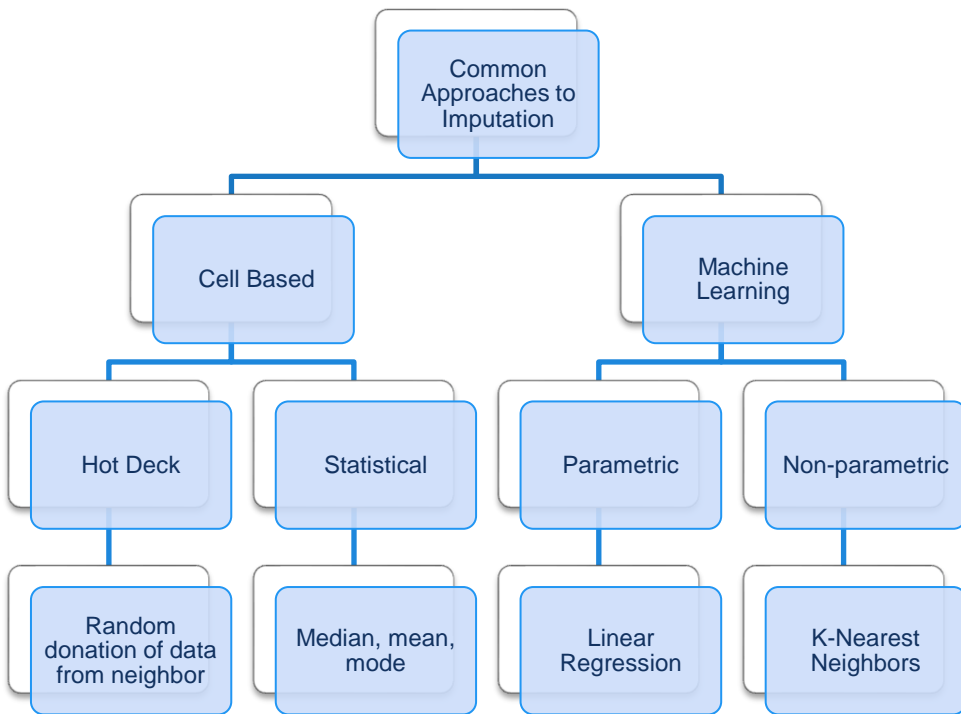 Common
Approaches to
Imputation
Cell Based
Machine
Learning
Hot Deck
Statistical
Parametric
Non-parametric
Random
donation of data
from neighbor
Median, mean,
mode
Linear
Regression
K-Nearest
Neighbors